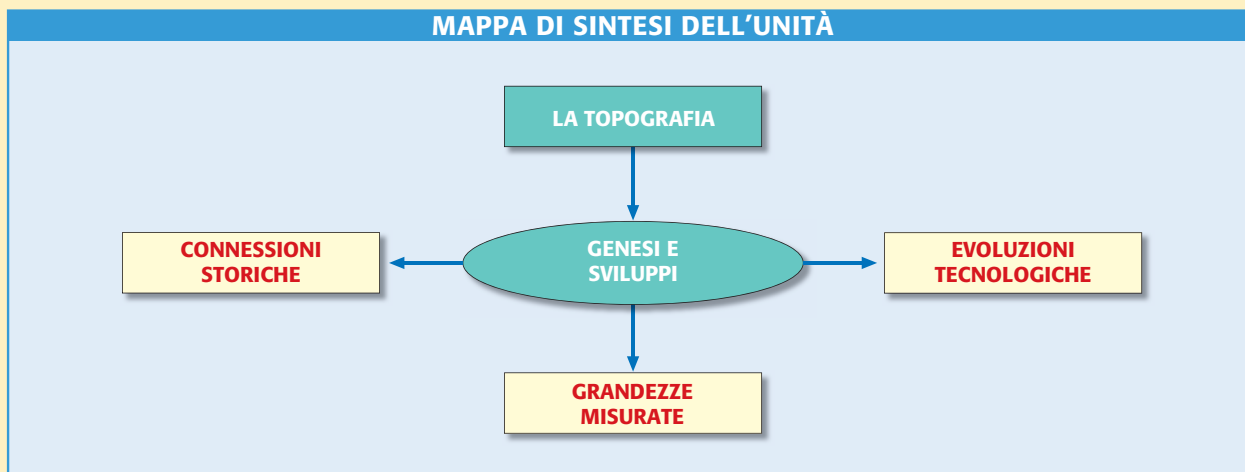 MAPPA DI SINTESI DELL'UNITÀ
LA TOPOGRAFIA
GENESI E
SVILUPPI
CONNESSIONI
STORICHE
EVOLUZIONI
TECNOLOGICHE
GRANDEZZE
MISURATE